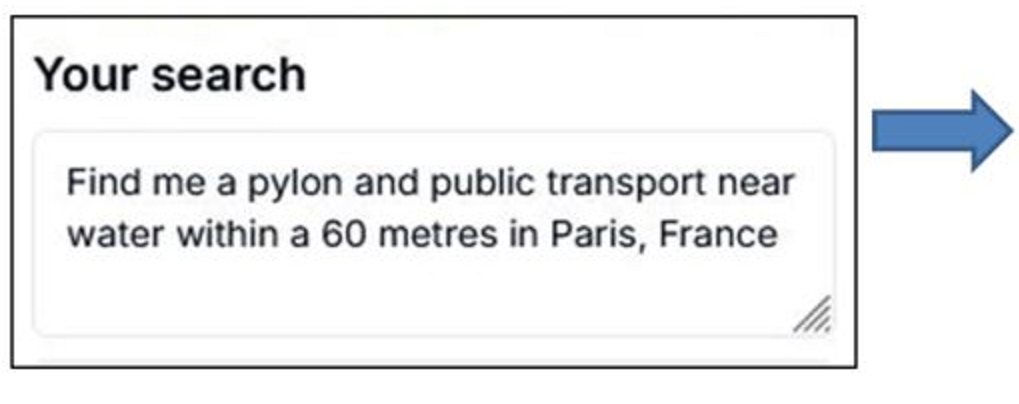 Your search
Find me a pylon and public transport near
water within a 60 metres in Paris, France